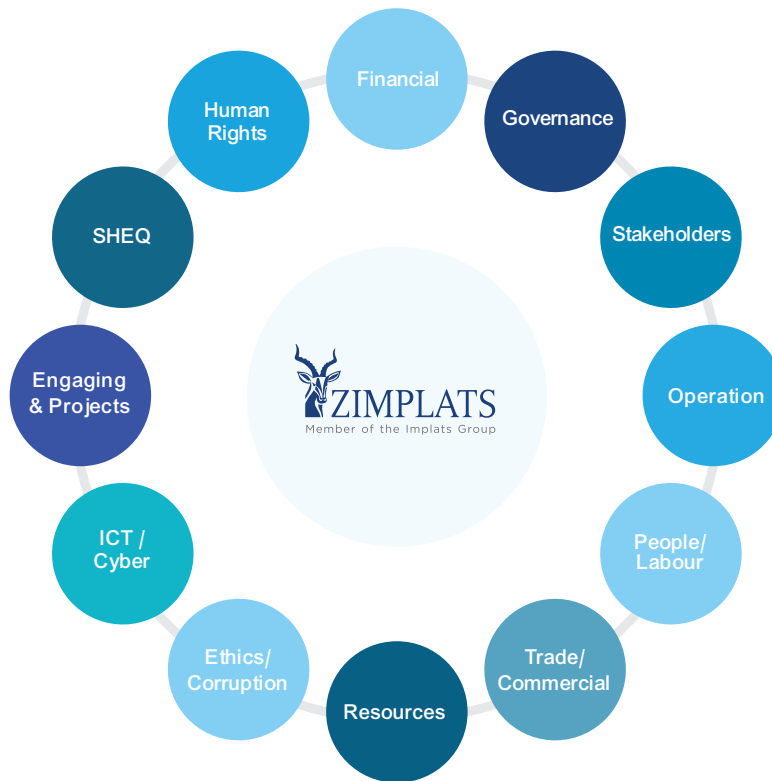 Financial
Governance
Stakeholders
Operation
People/
Labour
Trade/
Commercial
Resources
Ethics/
Corruption
ICT /
Cyber
Engaging
& Projects
SHEQ
Human
Rights
ZIMPLATS
Member of the Implats Group